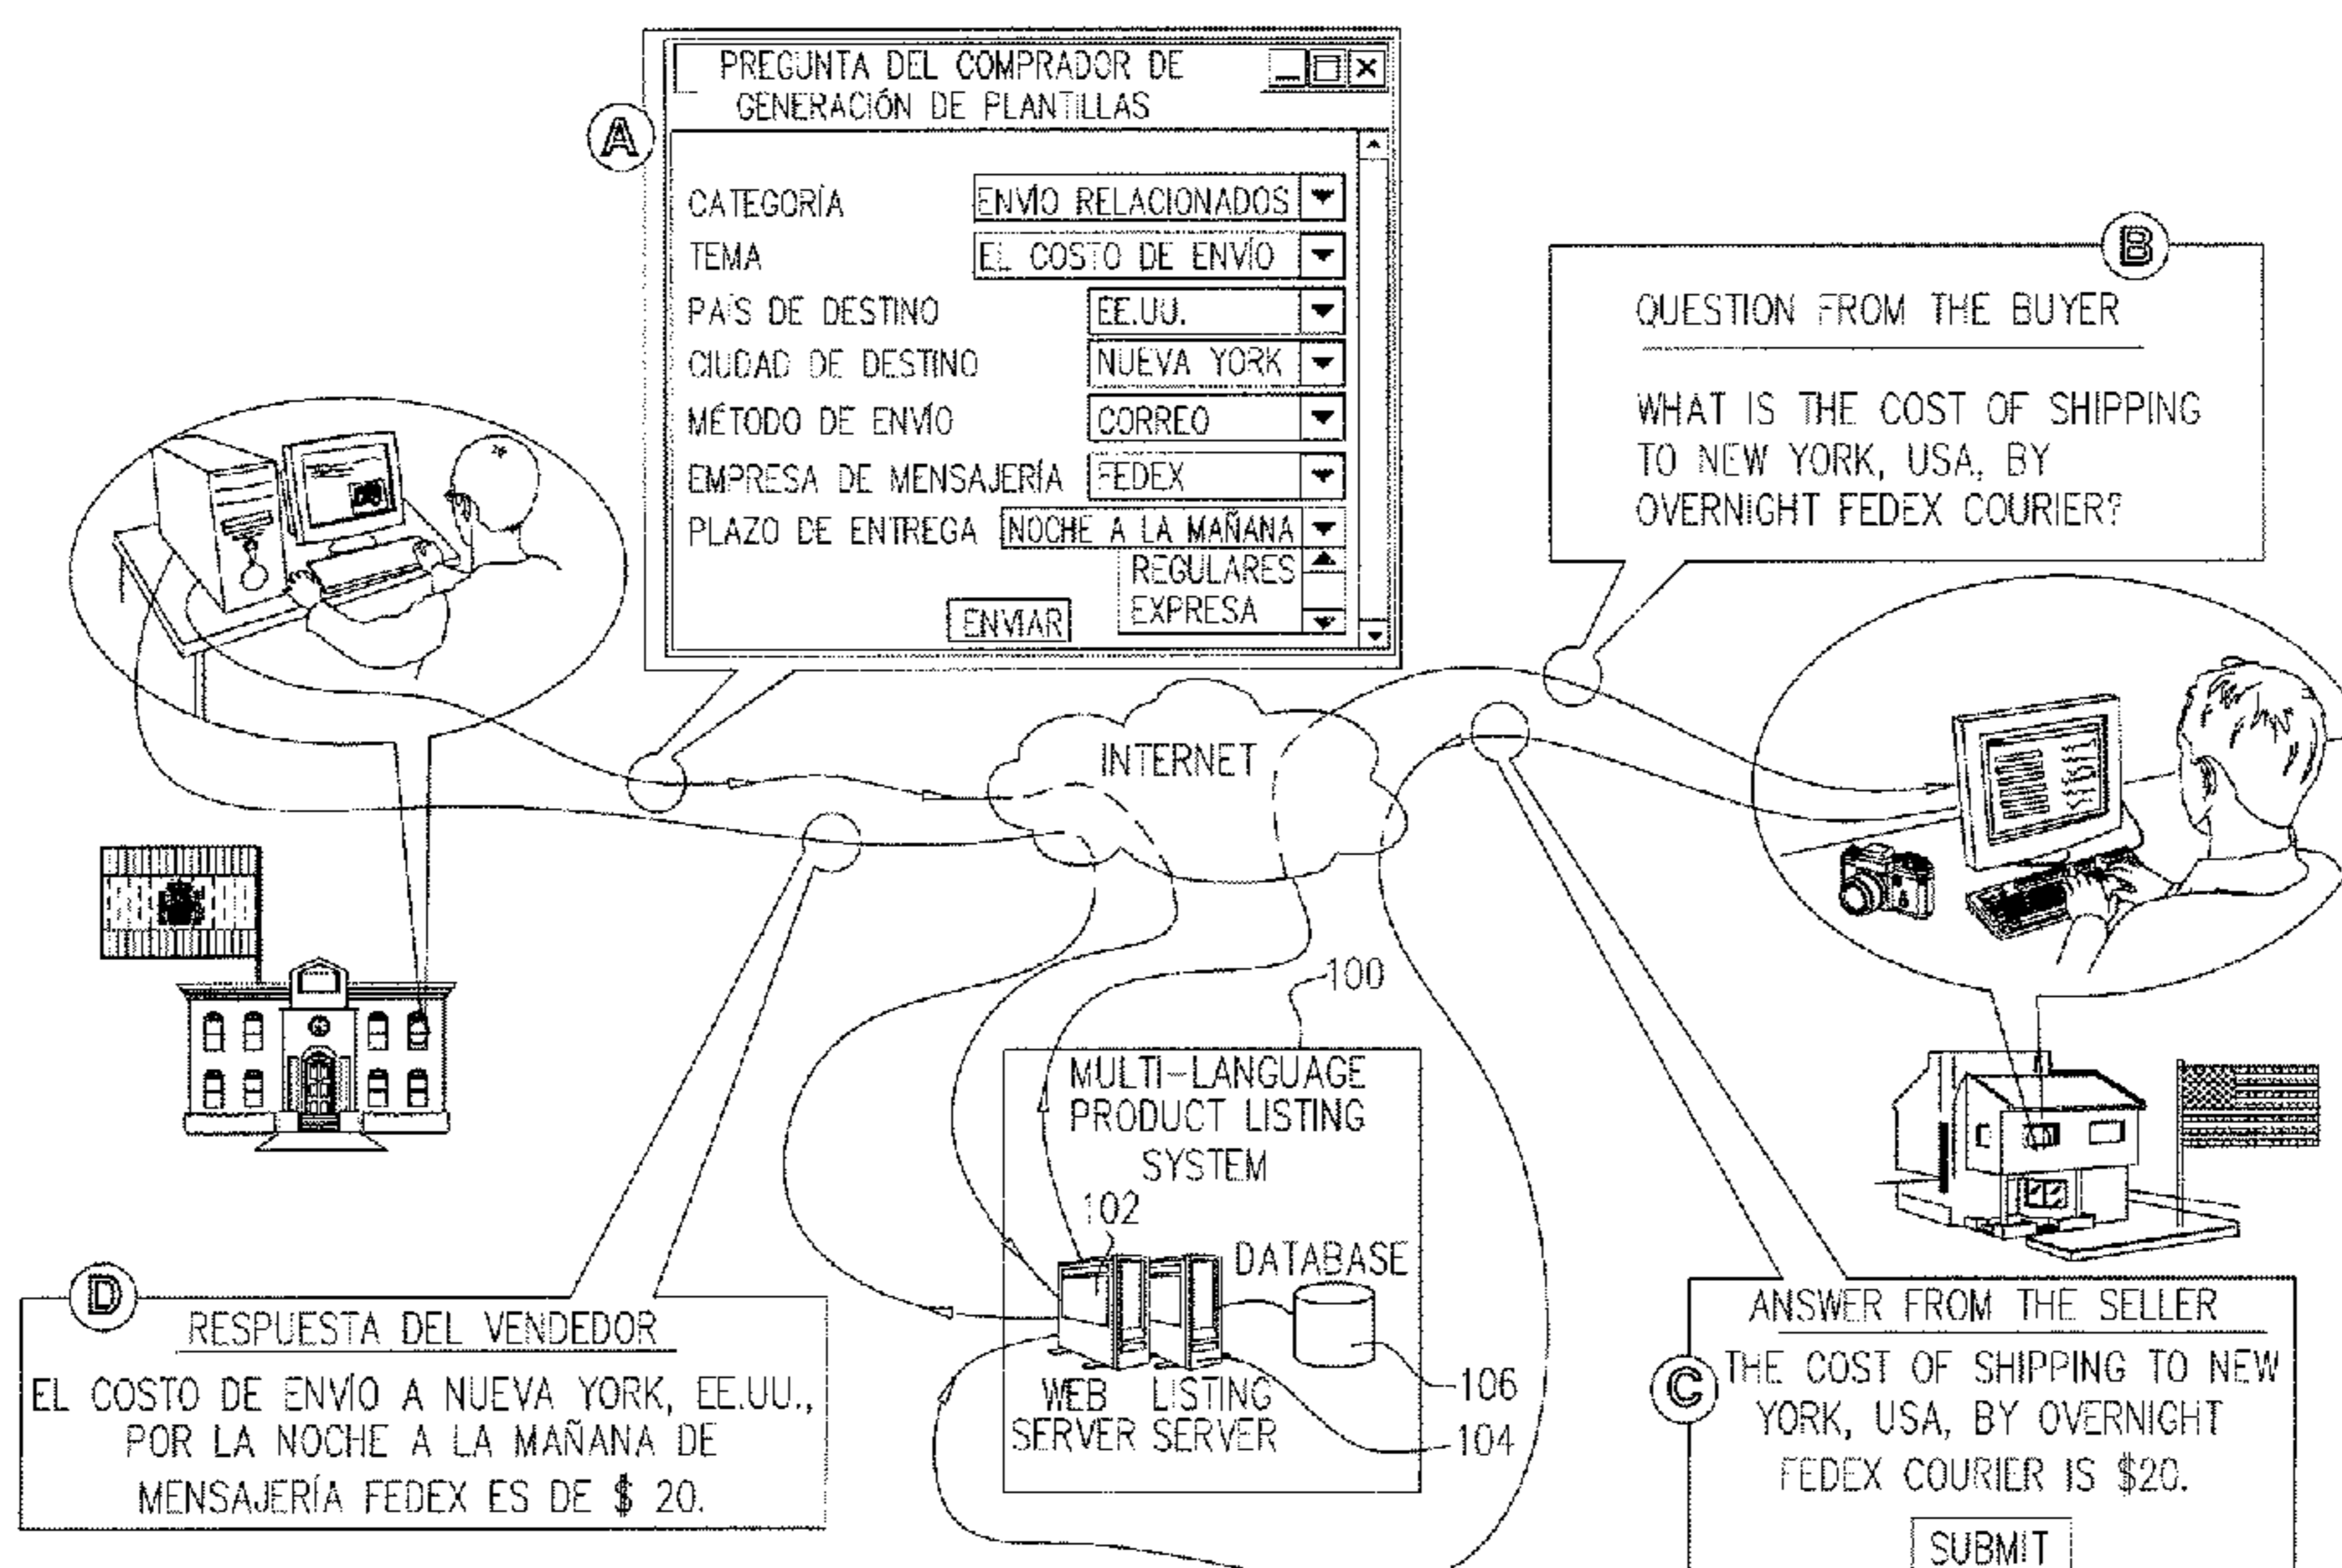 PREGUNTA DEL COMPRADOR DE
GENERACIÓN DE PLANTILLAS
A
CATEGORÍA ENVÍO RELACIONADOS
TEMA EL COSTO DE ENVÍO
PAÍS DE DESTINO EE.UU.
CIUDAD DE DESTINO NUEVA YORK
MÉTODO DE ENVÍO CORREO
EMPRESA DE MENSAJERÍA FEDEX
PLAZO DE ENTREGA NOCHE A LA MAÑANA
REGULARES
EXPRESA
ENVIAR
B
QUESTION FROM THE BUYER
WHAT IS THE COST OF SHIPPING
TO NEW YORK, USA, BY
OVERNIGHT FEDEX COURIER?
INTERNET
100
MULTI-LANGUAGE
PRODUCT LISTING
SYSTEM
102
DATABASE
WEB
SERVER
LISTING
SERVER
106
104
ANSWER FROM THE SELLER
C
THE COST OF SHIPPING TO NEW
YORK, USA, BY OVERNIGHT
FEDEX COURIER IS $20.
SUBMIT
D
RESPUESTA DEL VENDEDOR
EL COSTO DE ENVÍO A NUEVA YORK, EE.UU.,
POR LA NOCHE A LA MAÑANA DE
MENSAJERÍA FEDEX ES DE $ 20.